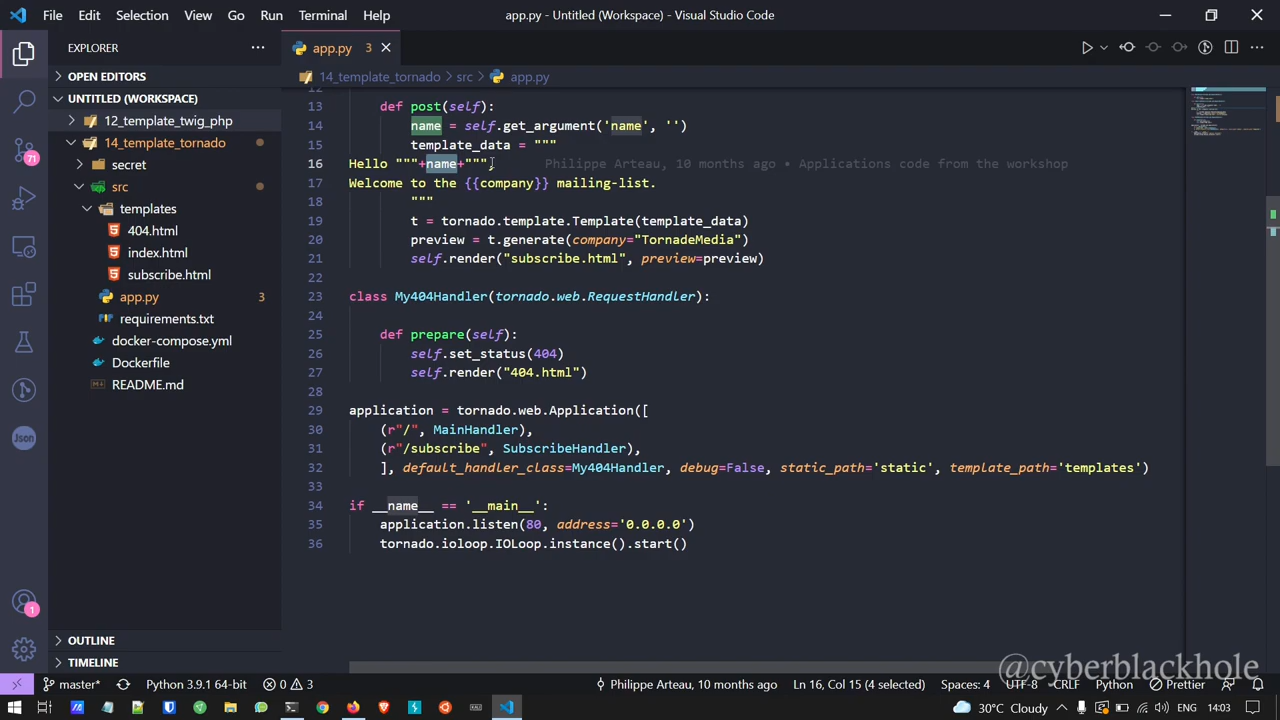 File Edit Selection View Go Run Terminal Help app.py - Untitled (Workspace) - Visual Studio Code
EXPLORER
OPEN EDITORS
UNTITLED (WORKSPACE)
12_template_twig_php
14_template_tornado
secret
src
templates
404.html
index.html
subscribe.html
app.py 3
requirements.txt
docker-compose.yml
Dockerfile
README.md
OUTLINE
TIMELINE
71
Json
1
app.py 3
14_template_tornado > src > app.py
12
13 def post(self):
14 name = self.get_argument('name', '')
15 template_data = """
16 Hello """+name+""" Philippe Arteau, 10 months ago • Applications code from the workshop
17 Welcome to the {{company}} mailing-list.
18 """
19 t = tornado.template.Template(template_data)
20 preview = t.generate(company="TornadeMedia")
21 self.render("subscribe.html", preview=preview)
22
23 class My404Handler(tornado.web.RequestHandler):
24
25 def prepare(self):
26 self.set_status(404)
27 self.render("404.html")
28
29 application = tornado.web.Application([
30 (r"/", MainHandler),
31 (r"/subscribe", SubscribeHandler),
32 ], default_handler_class=My404Handler, debug=False, static_path='static', template_path='templates')
33
34 if __name__ == '__main__':
35 application.listen(80, address='0.0.0.0')
36 tornado.ioloop.IOLoop.instance().start()
@cyberblackhole
master* Python 3.9.1 64-bit 0 3 Philippe Arteau, 10 months ago Ln 16, Col 15 (4 selected) Spaces: 4 UTF-8 CRLF Python Prettier
30°C Cloudy ENG 14:03